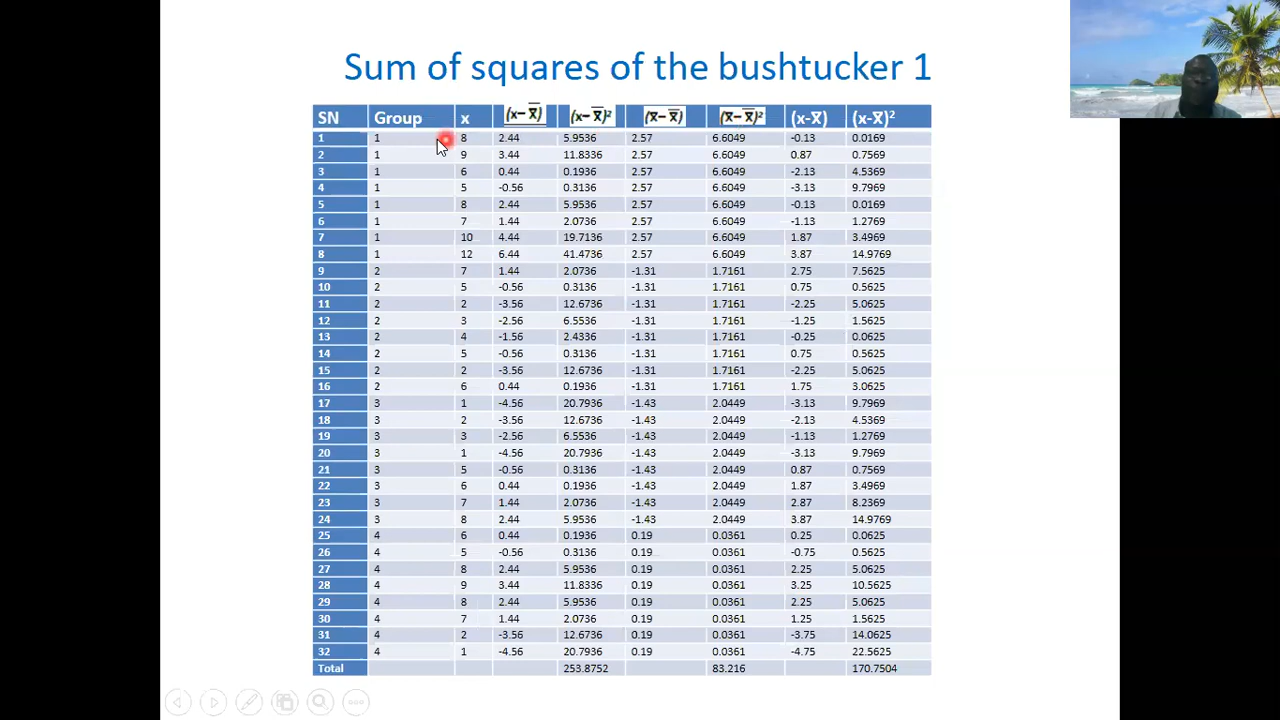 Sum of squares of the bushtucker 1
SN Group x (x-x̿) (x-x̿)² (x̅-x̿) (x̅-x̿)² (x-x̅) (x-x̅)²
1 1 8 2.44 5.9536 2.57 6.6049 -0.13 0.0169
2 1 9 3.44 11.8336 2.57 6.6049 0.87 0.7569
3 1 6 0.44 0.1936 2.57 6.6049 -2.13 4.5369
4 1 5 -0.56 0.3136 2.57 6.6049 -3.13 9.7969
5 1 8 2.44 5.9536 2.57 6.6049 -0.13 0.0169
6 1 7 1.44 2.0736 2.57 6.6049 -1.13 1.2769
7 1 10 4.44 19.7136 2.57 6.6049 1.87 3.4969
8 1 12 6.44 41.4736 2.57 6.6049 3.87 14.9769
9 2 7 1.44 2.0736 -1.31 1.7161 2.75 7.5625
10 2 5 -0.56 0.3136 -1.31 1.7161 0.75 0.5625
11 2 2 -3.56 12.6736 -1.31 1.7161 -2.25 5.0625
12 2 3 -2.56 6.5536 -1.31 1.7161 -1.25 1.5625
13 2 4 -1.56 2.4336 -1.31 1.7161 -0.25 0.0625
14 2 5 -0.56 0.3136 -1.31 1.7161 0.75 0.5625
15 2 2 -3.56 12.6736 -1.31 1.7161 -2.25 5.0625
16 2 6 0.44 0.1936 -1.31 1.7161 1.75 3.0625
17 3 1 -4.56 20.7936 -1.43 2.0449 -3.13 9.7969
18 3 2 -3.56 12.6736 -1.43 2.0449 -2.13 4.5369
19 3 3 -2.56 6.5536 -1.43 2.0449 -1.13 1.2769
20 3 1 -4.56 20.7936 -1.43 2.0449 -3.13 9.7969
21 3 5 -0.56 0.3136 -1.43 2.0449 0.87 0.7569
22 3 6 0.44 0.1936 -1.43 2.0449 1.87 3.4969
23 3 7 1.44 2.0736 -1.43 2.0449 2.87 8.2369
24 3 8 2.44 5.9536 -1.43 2.0449 3.87 14.9769
25 4 6 0.44 0.1936 0.19 0.0361 0.25 0.0625
26 4 5 -0.56 0.3136 0.19 0.0361 -0.75 0.5625
27 4 8 2.44 5.9536 0.19 0.0361 2.25 5.0625
28 4 9 3.44 11.8336 0.19 0.0361 3.25 10.5625
29 4 8 2.44 5.9536 0.19 0.0361 2.25 5.0625
30 4 7 1.44 2.0736 0.19 0.0361 1.25 1.5625
31 4 2 -3.56 12.6736 0.19 0.0361 -3.75 14.0625
32 4 1 -4.56 20.7936 0.19 0.0361 -4.75 22.5625
Total 253.8752 83.216 170.7504